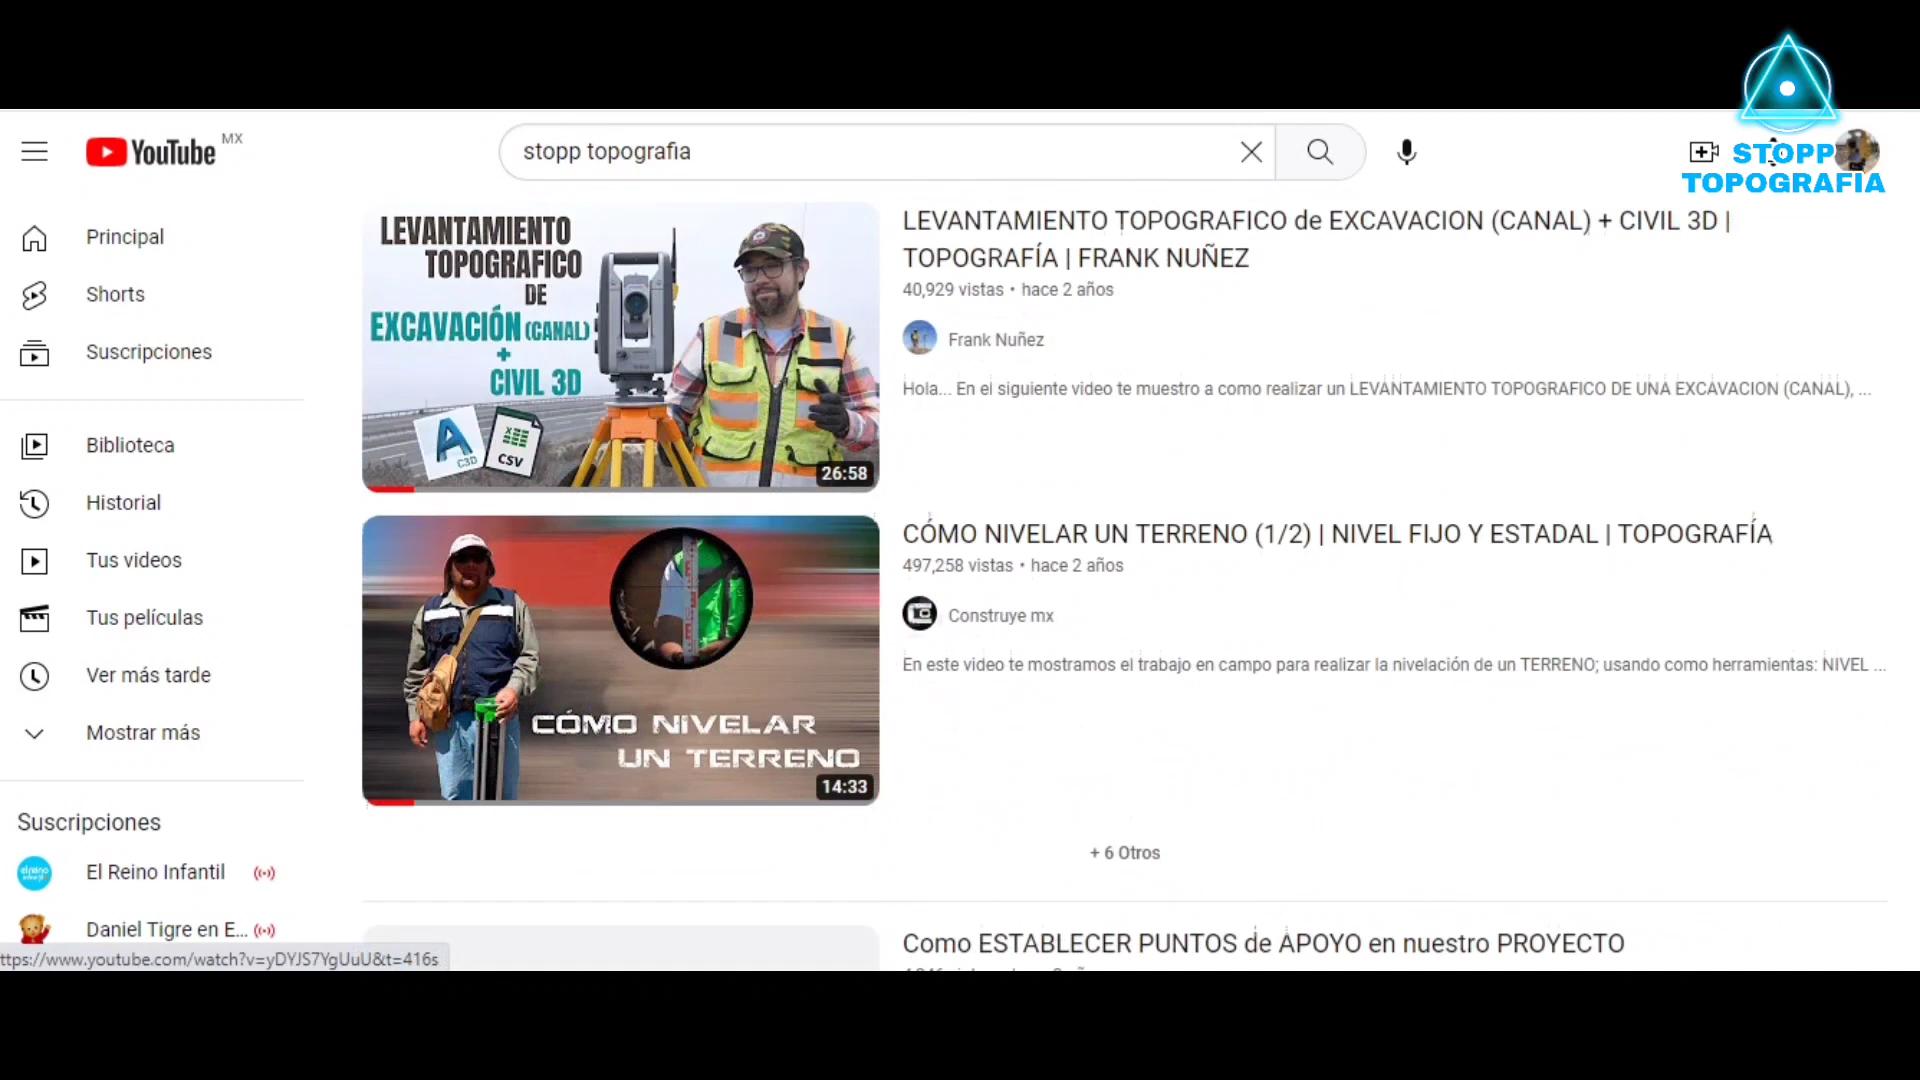 YouTube MX
stopp topografia
STOPP
TOPOGRAFIA
Principal
Shorts
Suscripciones
Biblioteca
Historial
Tus videos
Tus películas
Ver más tarde
Mostrar más
Suscripciones
El Reino Infantil
Daniel Tigre en E...
ttps://www.youtube.com/watch?v=yDYJS7YgUuU&t=416s
LEVANTAMIENTO
TOPOGRAFICO
DE
EXCAVACIÓN (CANAL)
+
CIVIL 3D
C3D
CSV
26:58
LEVANTAMIENTO TOPOGRAFICO de EXCAVACION (CANAL) + CIVIL 3D |
TOPOGRAFÍA | FRANK NUÑEZ
40,929 vistas • hace 2 años
Frank Nuñez
Hola... En el siguiente video te muestro a como realizar un LEVANTAMIENTO TOPOGRAFICO DE UNA EXCAVACION (CANAL), ...
CÓMO NIVELAR
UN TERRENO
14:33
CÓMO NIVELAR UN TERRENO (1/2) | NIVEL FIJO Y ESTADAL | TOPOGRAFÍA
497,258 vistas • hace 2 años
Construye mx
En este video te mostramos el trabajo en campo para realizar la nivelación de un TERRENO; usando como herramientas: NIVEL ...
+ 6 Otros
Como ESTABLECER PUNTOS de APOYO en nuestro PROYECTO